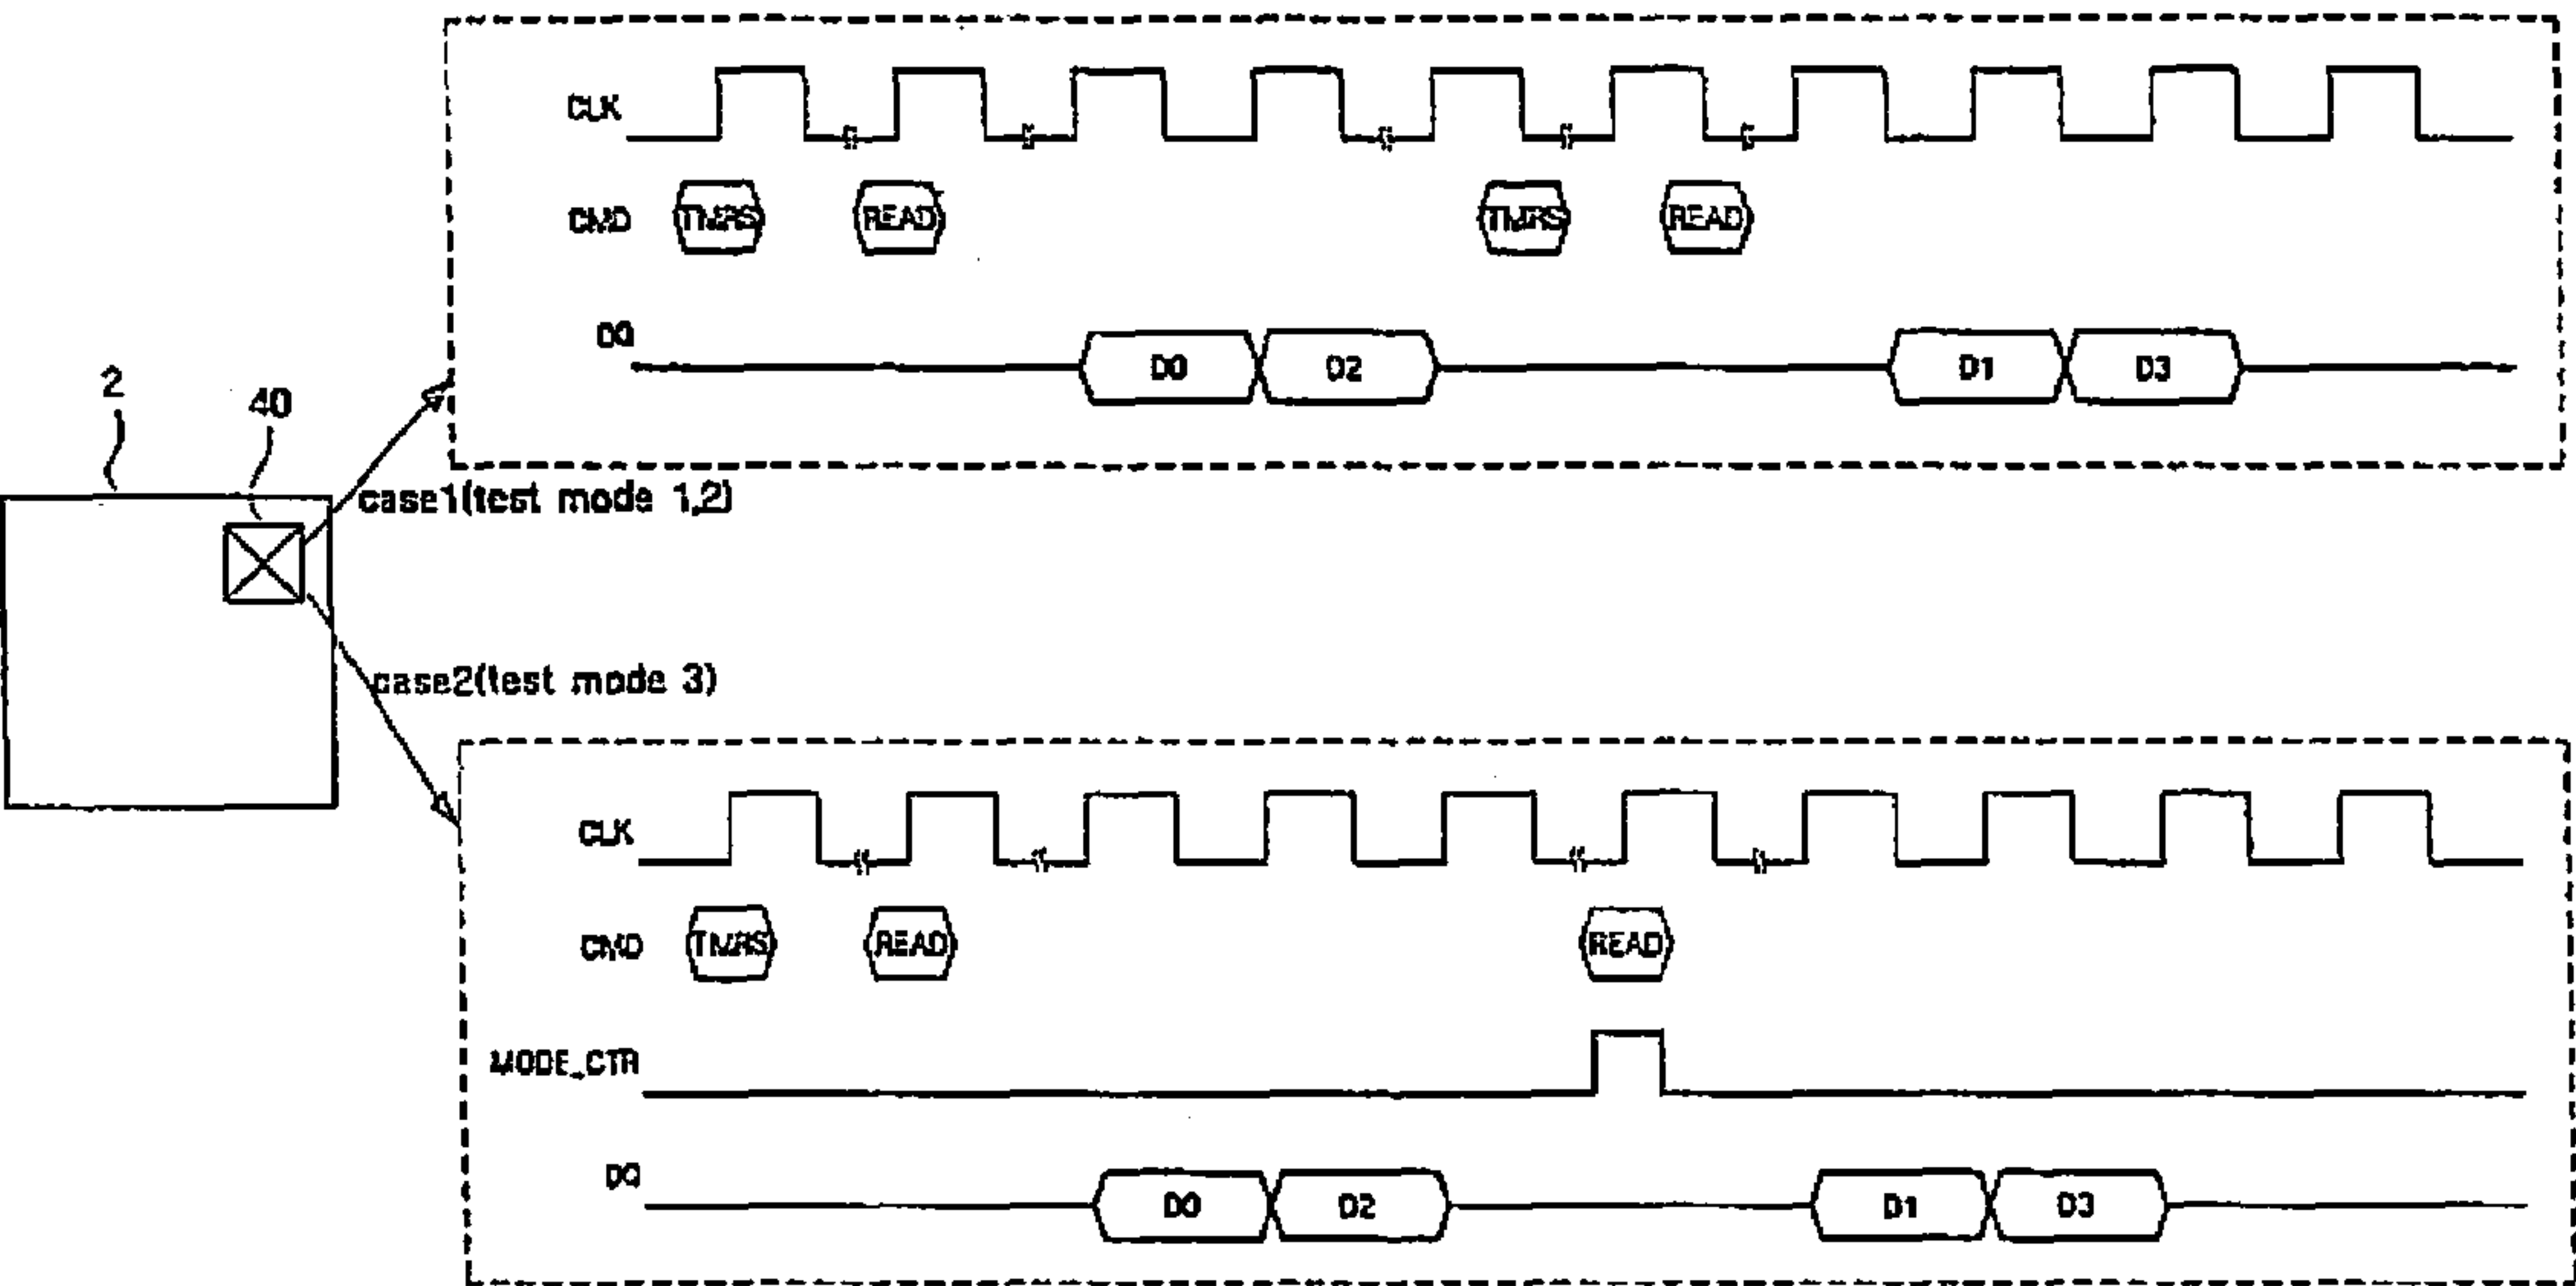 CLK
CMD TMRS READ TMRS READ
DQ D0 D2 D1 D3
2
40
case1(test mode 1,2)
case2(test mode 3)
CLK
CMD TMRS READ READ
MODE_CTR
DQ D0 D2 D1 D3